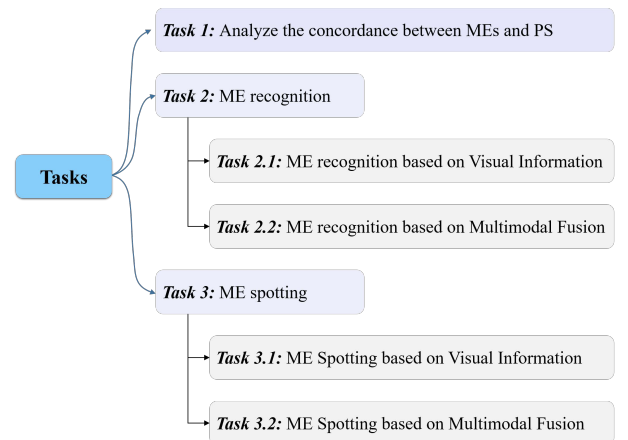 Task 1: Analyze the concordance between MEs and PS
Task 2: ME recognition
Task 2.1: ME recognition based on Visual Information
Tasks
Task 2.2: ME recognition based on Multimodal Fusion
Task 3: ME spotting
Task 3.1: ME Spotting based on Visual Information
Task 3.2: ME Spotting based on Multimodal Fusion